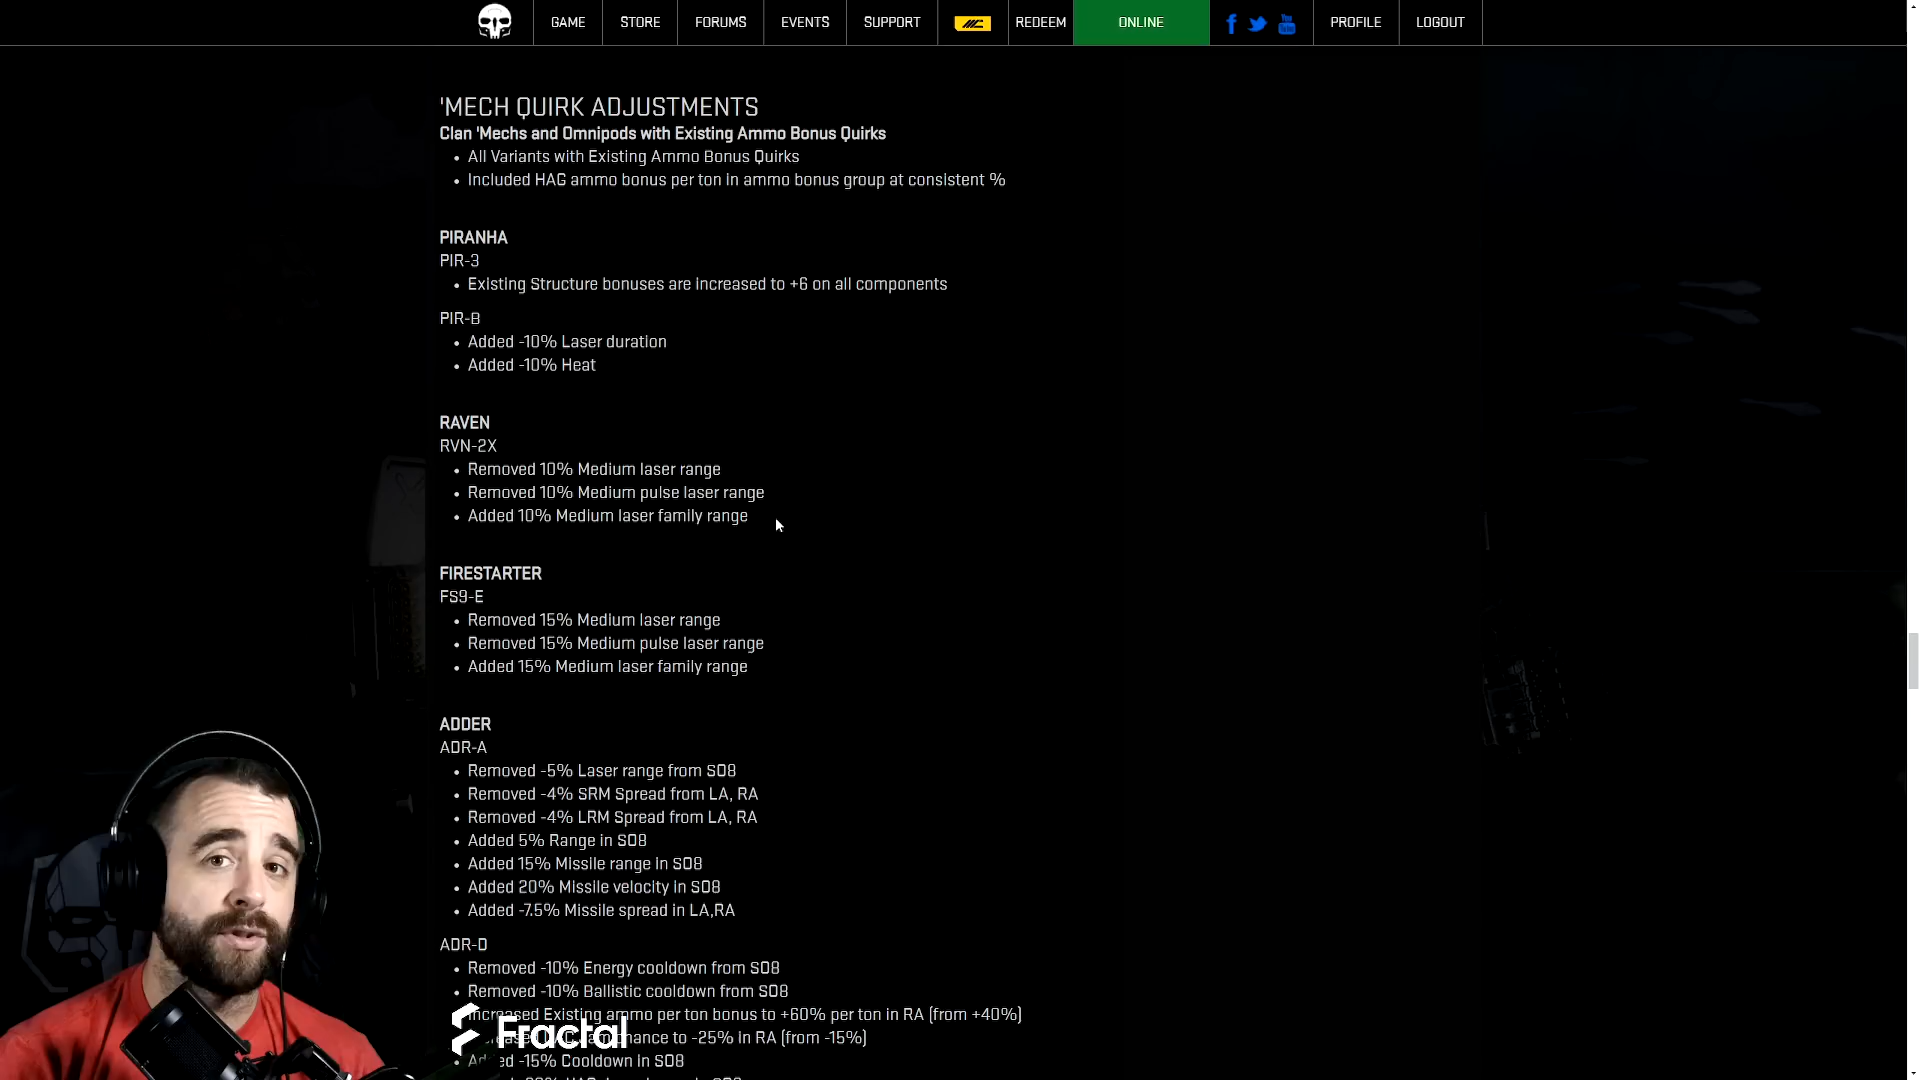 GAME STORE FORUMS EVENTS SUPPORT MC REDEEM ONLINE PROFILE LOGOUT
'MECH QUIRK ADJUSTMENTS
Clan 'Mechs and Omnipods with Existing Ammo Bonus Quirks
• All Variants with Existing Ammo Bonus Quirks
• Included HAG ammo bonus per ton in ammo bonus group at consistent %
PIRANHA
PIR-3
• Existing Structure bonuses are increased to +6 on all components
PIR-B
• Added -10% Laser duration
• Added -10% Heat
RAVEN
RVN-2X
• Removed 10% Medium laser range
• Removed 10% Medium pulse laser range
• Added 10% Medium laser family range
FIRESTARTER
FS9-E
• Removed 15% Medium laser range
• Removed 15% Medium pulse laser range
• Added 15% Medium laser family range
ADDER
ADR-A
• Removed -5% Laser range from SO8
• Removed -4% SRM Spread from LA, RA
• Removed -4% LRM Spread from LA, RA
• Added 5% Range in SO8
• Added 15% Missile range in SO8
• Added 20% Missile velocity in SO8
• Added -7.5% Missile spread in LA,RA
ADR-D
• Removed -10% Energy cooldown from SO8
• Removed -10% Ballistic cooldown from SO8
Increased Existing ammo per ton bonus to +60% per ton in RA (from +40%)
Fractal
chance to -25% in RA (from -15%)
-15% Cooldown in SO8